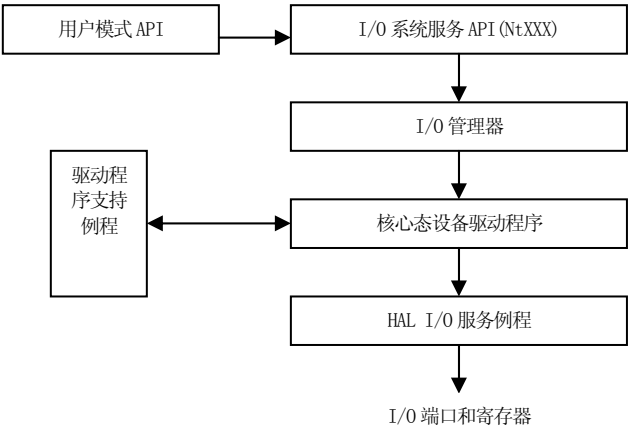 用户模式 API
I/O 系统服务 API(NtXXX)
I/O 管理器
驱动程
序支持
例程
核心态设备驱动程序
HAL I/O 服务例程
I/O 端口和寄存器